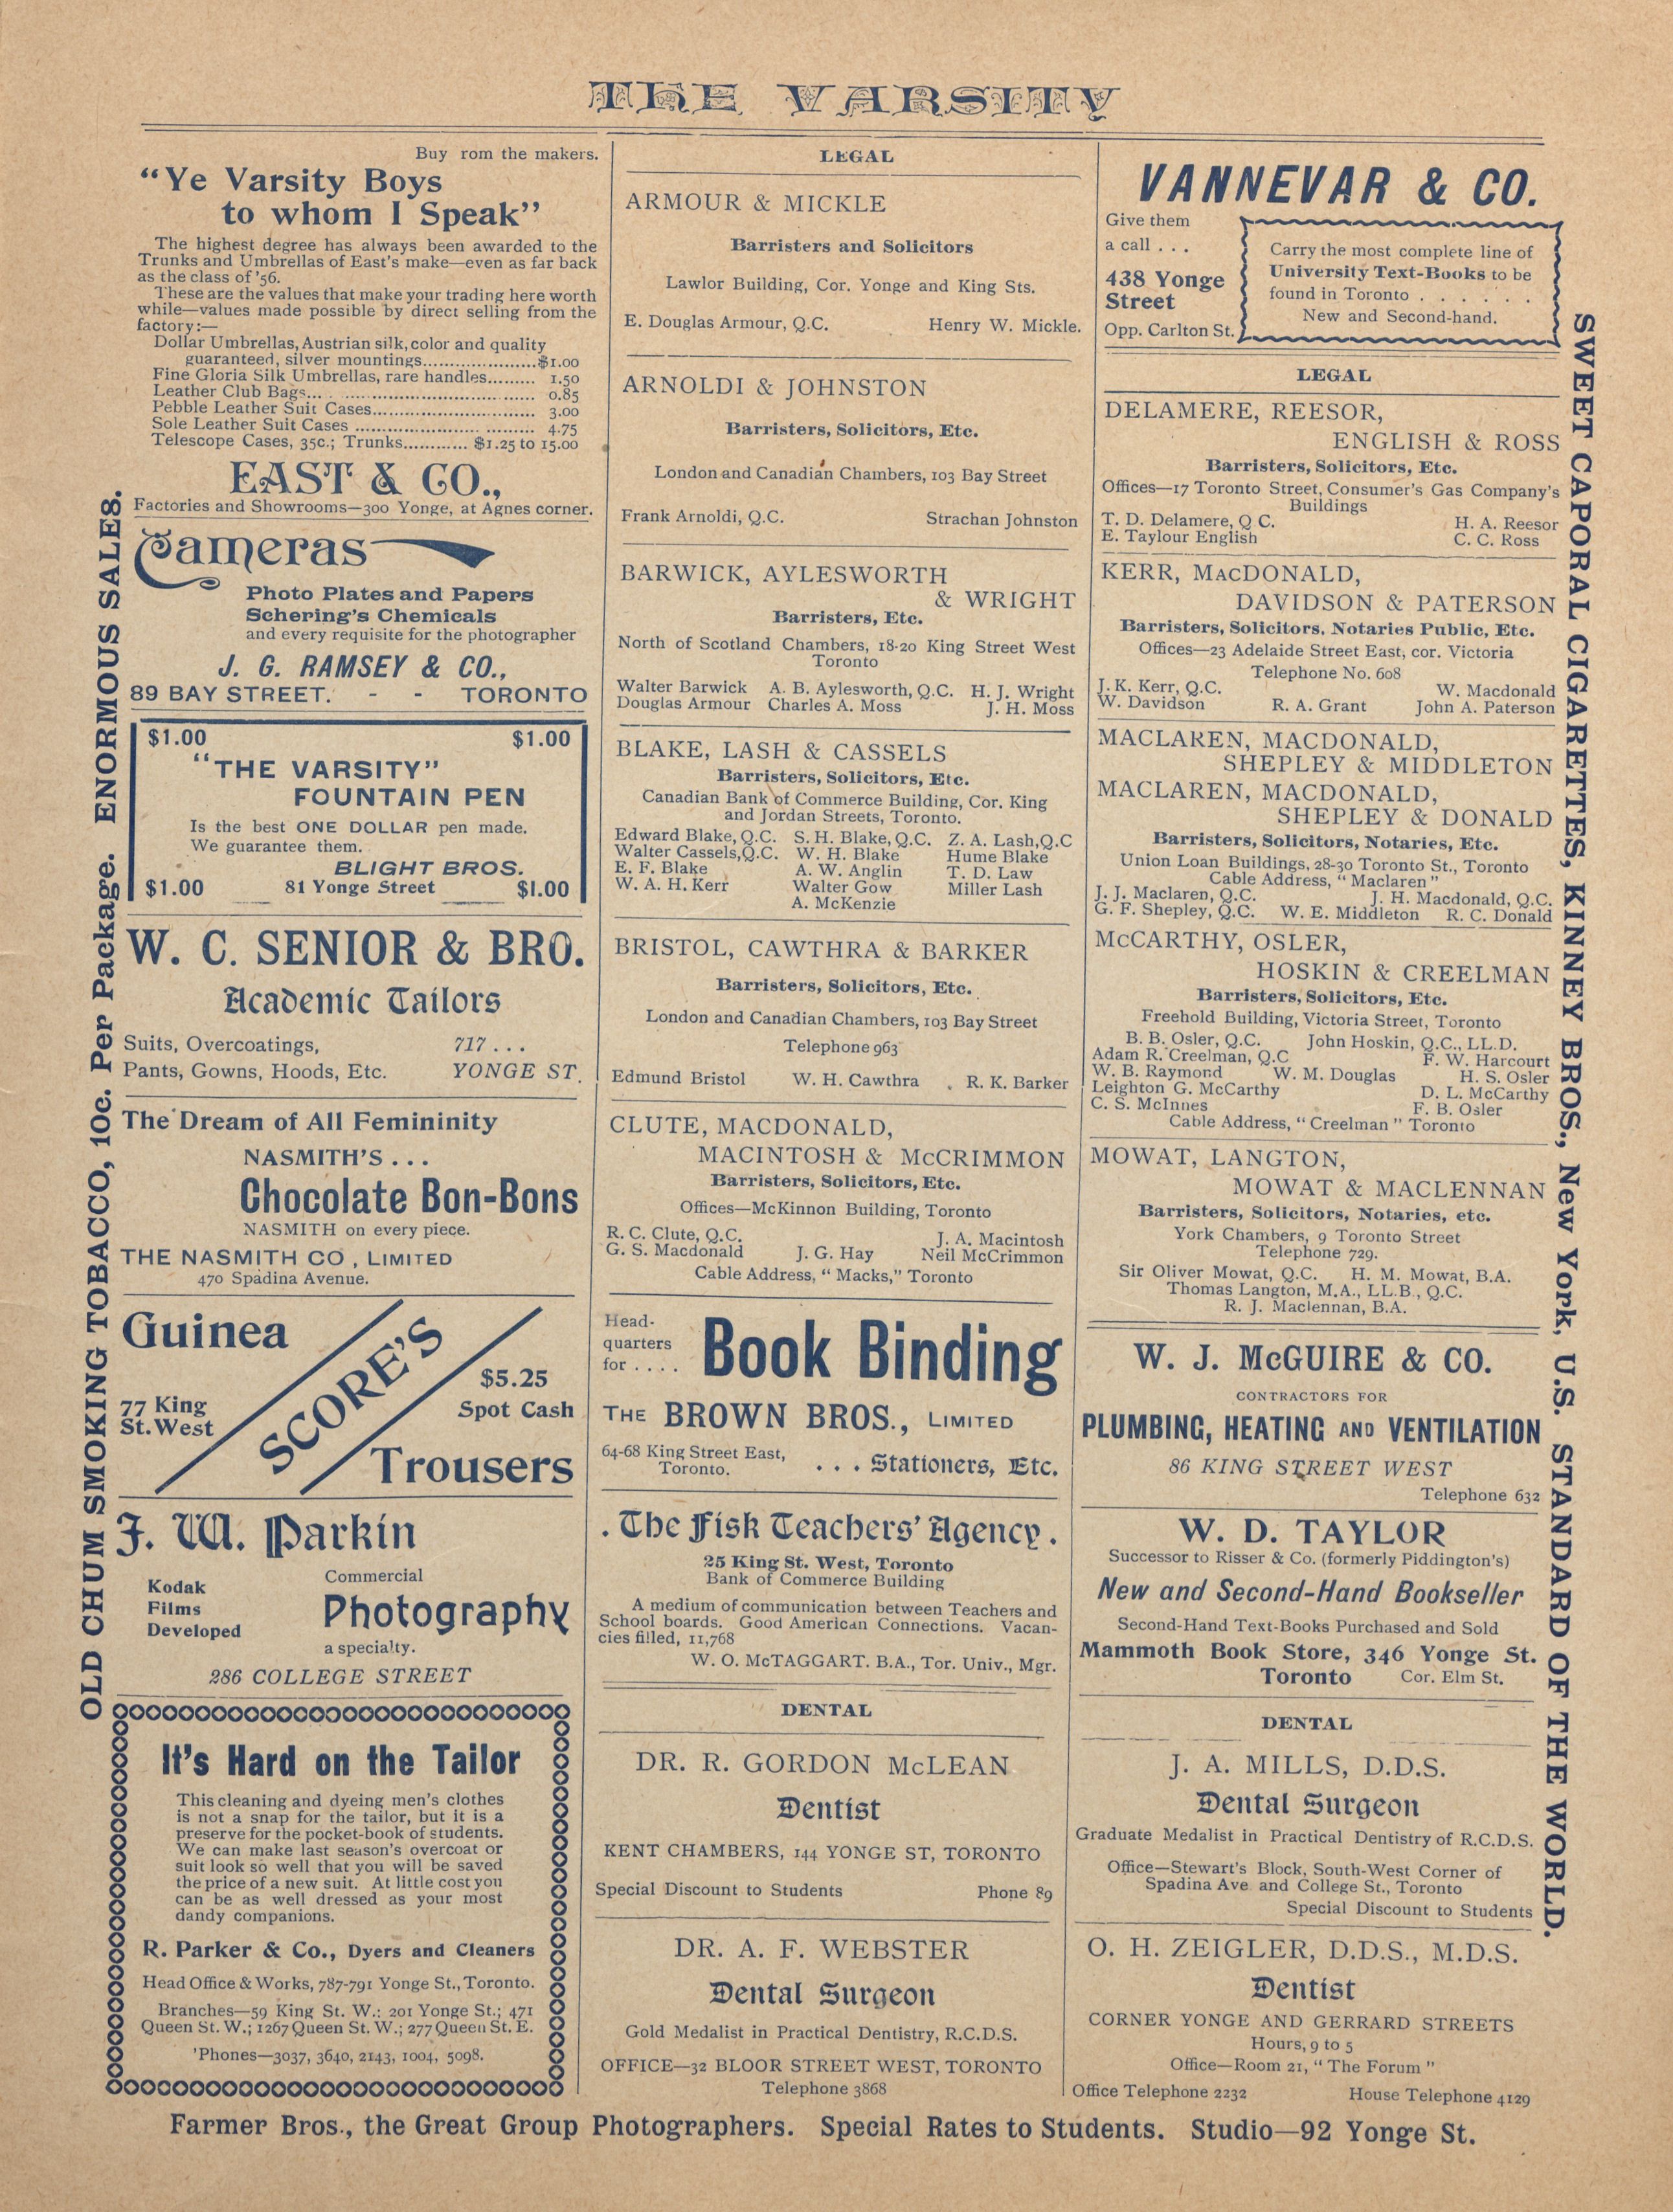 THE VARSITY
Buy rom the makers.
"Ye Varsity Boys
to whom I Speak"
The highest degree has always been awarded to the
Trunks and Umbrellas of East's make—even as far back
as the class of '56.
These are the values that make your trading here worth
while—values made possible by direct selling from the
factory:—
Dollar Umbrellas, Austrian silk, color and quality
guaranteed, silver mountings........................$1.00
Fine Gloria Silk Umbrellas, rare handles......... 1.50
Leather Club Bags... ................................... 0.85
Pebble Leather Suit Cases................................ 3.00
Sole Leather Suit Cases ........................ ......... 4.75
Telescope Cases, 35c.; Trunks............ $1.25 to 15.00
EAST & CO.,
Factories and Showrooms—300 Yonge, at Agnes corner.
Cameras
Photo Plates and Papers
Schering's Chemicals
and every requisite for the photographer
J. G. RAMSEY & CO.,
89 BAY STREET. - - TORONTO
$1.00 $1.00
"THE VARSITY"
FOUNTAIN PEN
Is the best ONE DOLLAR pen made.
We guarantee them.
BLIGHT BROS.
$1.00 81 Yonge Street $1.00
W. C. SENIOR & BRO.
Academic Tailors
Suits, Overcoatings, 717 ...
Pants, Gowns, Hoods, Etc. YONGE ST.
The Dream of All Femininity
NASMITH'S ...
Chocolate Bon-Bons
NASMITH on every piece.
THE NASMITH CO , LIMITED
470 Spadina Avenue.
Guinea
SCORE'S
$5.25
Spot Cash
77 King
St. West
Trousers
J. W. Parkin
Kodak
Films
Developed
Commercial
Photography
a specialty.
286 COLLEGE STREET
It's Hard on the Tailor
This cleaning and dyeing men's clothes
is not a snap for the tailor, but it is a
preserve for the pocket-book of students.
We can make last season's overcoat or
suit look so well that you will be saved
the price of a new suit. At little cost you
can be as well dressed as your most
dandy companions.
R. Parker & Co., Dyers and Cleaners
Head Office & Works, 787-791 Yonge St., Toronto.
Branches—59 King St. W.; 201 Yonge St.; 471
Queen St. W.; 1267 Queen St. W.; 277 Queen St. E.
'Phones—3037, 3640, 2143, 1004, 5098.
OLD CHUM SMOKING TOBACCO, 10c. Per Package. ENORMOUS SALES.
LEGAL
ARMOUR & MICKLE
Barristers and Solicitors
Lawlor Building, Cor. Yonge and King Sts.
E. Douglas Armour, Q.C. Henry W. Mickle.
ARNOLDI & JOHNSTON
Barristers, Solicitors, Etc.
London and Canadian Chambers, 103 Bay Street
Frank Arnoldi, Q.C. Strachan Johnston
BARWICK, AYLESWORTH
& WRIGHT
Barristers, Etc.
North of Scotland Chambers, 18-20 King Street West
Toronto
Walter Barwick A. B. Aylesworth, Q.C. H. J. Wright
Douglas Armour Charles A. Moss J. H. Moss
BLAKE, LASH & CASSELS
Barristers, Solicitors, Etc.
Canadian Bank of Commerce Building, Cor. King
and Jordan Streets, Toronto.
Edward Blake, Q.C. S. H. Blake, Q.C. Z. A. Lash, Q.C
Walter Cassels, Q.C. W. H. Blake Hume Blake
E. F. Blake A. W. Anglin T. D. Law
W. A. H. Kerr Walter Gow Miller Lash
A. McKenzie
BRISTOL, CAWTHRA & BARKER
Barristers, Solicitors, Etc.
London and Canadian Chambers, 103 Bay Street
Telephone 963
Edmund Bristol W. H. Cawthra R. K. Barker
CLUTE, MACDONALD,
MACINTOSH & McCRIMMON
Barristers, Solicitors, Etc.
Offices—McKinnon Building, Toronto
R. C. Clute, Q.C. J. A. Macintosh
G. S. Macdonald J. G. Hay Neil McCrimmon
Cable Address, "Macks," Toronto
Head-
quarters
for ....
Book Binding
THE BROWN BROS., LIMITED
64-68 King Street East,
Toronto.
... Stationers, Etc.
. The Fisk Teachers' Agency .
25 King St. West, Toronto
Bank of Commerce Building
A medium of communication between Teachers and
School boards. Good American Connections. Vacan-
cies filled, 11,768
W. O. McTAGGART. B.A., Tor. Univ., Mgr.
DENTAL
DR. R. GORDON McLEAN
Dentist
KENT CHAMBERS, 144 YONGE ST, TORONTO
Special Discount to Students Phone 89
DR. A. F. WEBSTER
Dental Surgeon
Gold Medalist in Practical Dentistry, R.C.D.S.
OFFICE—32 BLOOR STREET WEST, TORONTO
Telephone 3868
VANNEVAR & CO.
Give them
a call ...
438 Yonge
Street
Opp. Carlton St.
Carry the most complete line of
University Text-Books to be
found in Toronto . . . . . .
New and Second-hand.
LEGAL
DELAMERE, REESOR,
ENGLISH & ROSS
Barristers, Solicitors, Etc.
Offices—17 Toronto Street, Consumer's Gas Company's
Buildings
T. D. Delamere, Q C. H. A. Reesor
E. Taylour English C. C. Ross
KERR, MacDONALD,
DAVIDSON & PATERSON
Barristers, Solicitors. Notaries Public, Etc.
Offices—23 Adelaide Street East, cor. Victoria
Telephone No. 608
J. K. Kerr, Q.C. W. Macdonald
W. Davidson R. A. Grant John A. Paterson
MACLAREN, MACDONALD,
SHEPLEY & MIDDLETON
MACLAREN, MACDONALD,
SHEPLEY & DONALD
Barristers, Solicitors, Notaries, Etc.
Union Loan Buildings, 28-30 Toronto St., Toronto
Cable Address, "Maclaren"
J. J. Maclaren, Q.C. J. H. Macdonald, Q.C.
G. F. Shepley, Q.C. W. E. Middleton R. C. Donald
McCARTHY, OSLER,
HOSKIN & CREELMAN
Barristers, Solicitors, Etc.
Freehold Building, Victoria Street, Toronto
B. B. Osler, Q.C. John Hoskin, Q.C., LL.D.
Adam R. Creelman, Q.C F. W. Harcourt
W. B. Raymond W. M. Douglas H. S. Osler
Leighton G. McCarthy D. L. McCarthy
C. S. McInnes F. B. Osler
Cable Address, "Creelman" Toronto
MOWAT, LANGTON,
MOWAT & MACLENNAN
Barristers, Solicitors, Notaries, etc.
York Chambers, 9 Toronto Street
Telephone 729.
Sir Oliver Mowat, Q.C. H. M. Mowat, B.A.
Thomas Langton, M.A., LL.B., Q.C.
R. J. Maclennan, B.A.
W. J. McGUIRE & CO.
CONTRACTORS FOR
PLUMBING, HEATING AND VENTILATION
86 KING STREET WEST
Telephone 632
W. D. TAYLOR
Successor to Risser & Co. (formerly Piddington's)
New and Second-Hand Bookseller
Second-Hand Text-Books Purchased and Sold
Mammoth Book Store, 346 Yonge St.
Toronto Cor. Elm St.
DENTAL
J. A. MILLS, D.D.S.
Dental Surgeon
Graduate Medalist in Practical Dentistry of R.C.D.S.
Office—Stewart's Block, South-West Corner of
Spadina Ave and College St., Toronto
Special Discount to Students
O. H. ZEIGLER, D.D.S., M.D.S.
Dentist
CORNER YONGE AND GERRARD STREETS
Hours, 9 to 5
Office—Room 21, "The Forum"
Office Telephone 2232 House Telephone 4129
SWEET CAPORAL CIGARETTES, KINNEY BROS., New York, U.S. STANDARD OF THE WORLD.
Farmer Bros., the Great Group Photographers. Special Rates to Students. Studio—92 Yonge St.